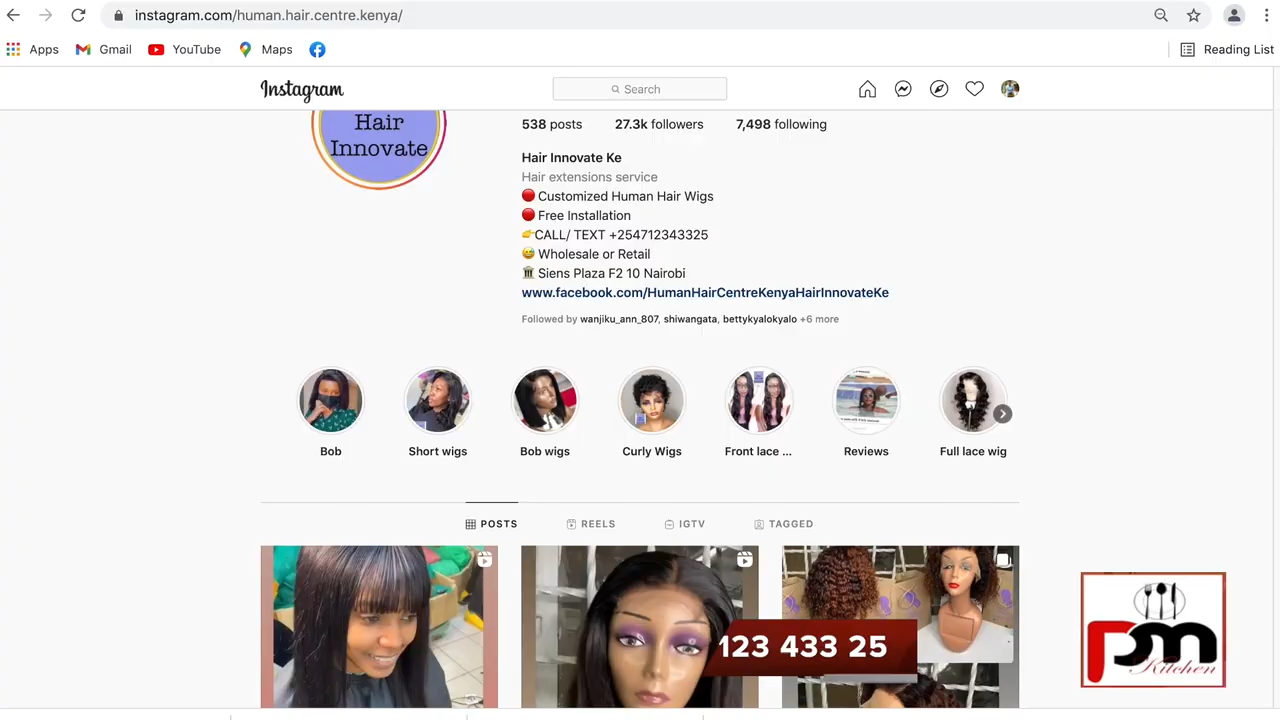 instagram.com/human.hair.centre.kenya/
Apps Gmail YouTube Maps Reading List
Instagram Search
Hair
Innovate
538 posts 27.3k followers 7,498 following
Hair Innovate Ke
Hair extensions service
🔴 Customized Human Hair Wigs
🔴 Free Installation
👉CALL/ TEXT +254712343325
😅 Wholesale or Retail
🏛 Siens Plaza F2 10 Nairobi
www.facebook.com/HumanHairCentreKenyaHairInnovateKe
Followed by wanjiku_ann_807, shiwangata, bettykyalokyalo +6 more
Bob Short wigs Bob wigs Curly Wigs Front lace ... Reviews Full lace wig
POSTS REELS IGTV TAGGED
123 433 25
PM
Kitchen